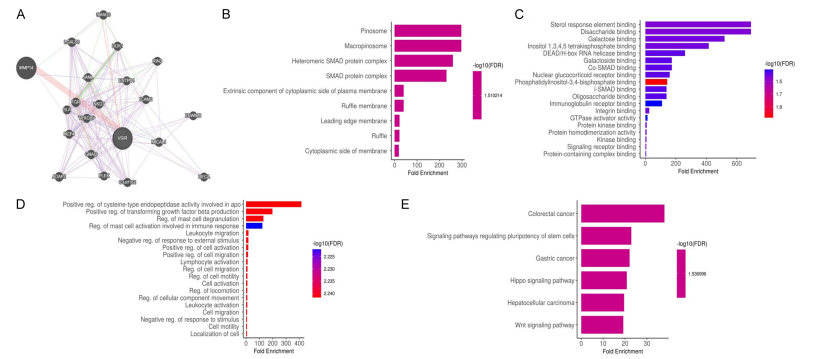 A
MMP14
VSIR
B
Pinosome
Macropinosome
Heteromeric SMAD protein complex
SMAD protein complex
Extrinsic component of cytoplasmic side of plasma membrane
Ruffle membrane
Leading edge membrane
Ruffle
Cytoplasmic side of membrane
0 100 200 300
Fold Enrichment
-log10(FDR)
1.510214
C
Sterol response element binding
Disaccharide binding
Galactose binding
Inositol 1,3,4,5 tetrakisphosphate binding
DEAD/H-box RNA helicase binding
Galactoside binding
Co-SMAD binding
Nuclear glucocorticoid receptor binding
Phosphatidylinositol-3,4-bisphosphate binding
I-SMAD binding
Oligosaccharide binding
Immunoglobulin receptor binding
Integrin binding
GTPase activator activity
Protein kinase binding
Protein homodimerization activity
Kinase binding
Signaling receptor binding
Protein-containing complex binding
0 200 400 600
Fold Enrichment
-log10(FDR)
1.5
1.7
1.9
D
Positive reg. of cysteine-type endopeptidase activity involved in apo
Positive reg. of transforming growth factor beta production
Reg. of mast cell degranulation
Reg. of mast cell activation involved in immune response
Leukocyte migration
Negative reg. of response to external stimulus
Positive reg. of cell activation
Positive reg. of cell migration
Lymphocyte activation
Reg. of cell migration
Reg. of cell motility
Cell activation
Reg. of locomotion
Reg. of cellular component movement
Leukocyte activation
Cell migration
Negative reg. of response to stimulus
Cell motility
Localization of cell
0 100 200 300 400
Fold Enrichment
-log10(FDR)
2.225
2.230
2.235
2.240
E
Colorectal cancer
Signaling pathways regulating pluripotency of stem cells
Gastric cancer
Hippo signaling pathway
Hepatocellular carcinoma
Wnt signaling pathway
0 10 20 30
Fold Enrichment
-log10(FDR)